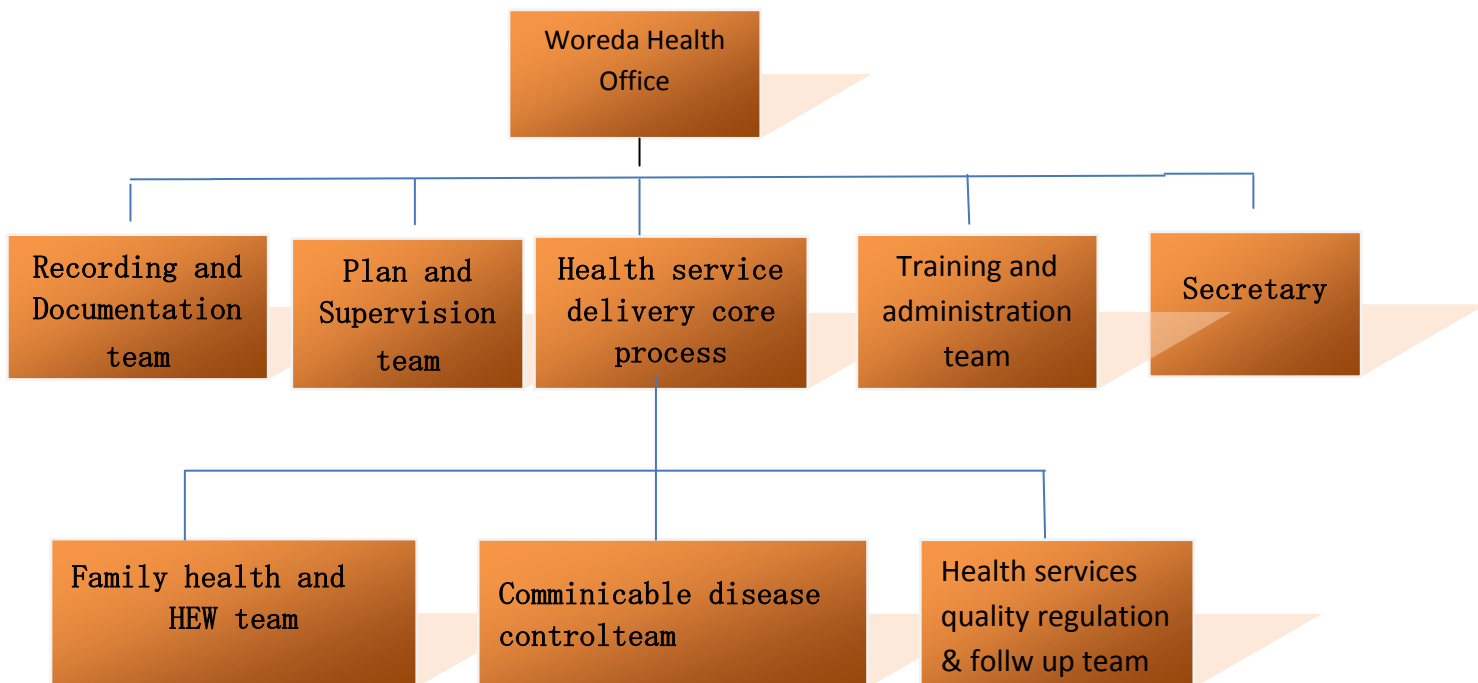 Woreda Health
Office
Recording and
Documentation
team
Plan and
Supervision
team
Health service
delivery core
process
Training and
administration
team
Secretary
Family health and
HEW team
Comminicable disease
controlteam
Health services
quality regulation
& follw up team